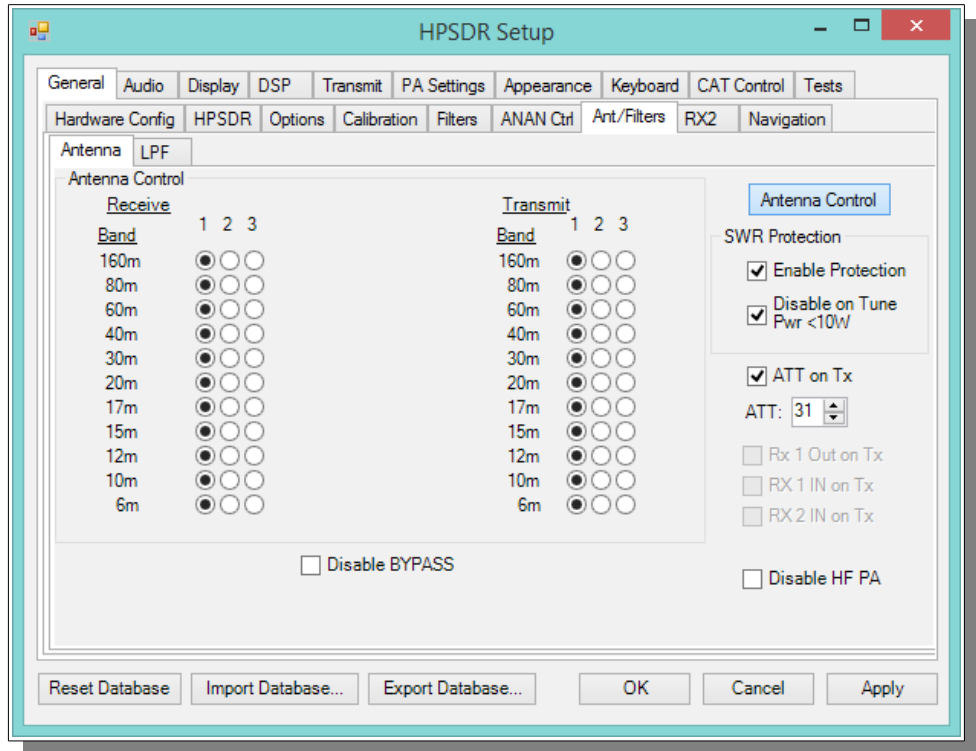 HPSDR Setup
General Audio Display DSP Transmit PA Settings Appearance Keyboard CAT Control Tests
Hardware Config HPSDR Options Calibration Filters ANAN Ctrl Ant/Filters RX2 Navigation
Antenna LPF
Antenna Control
Receive
Band 1 2 3
160m
80m
60m
40m
30m
20m
17m
15m
12m
10m
6m
Transmit
Band 1 2 3
160m
80m
60m
40m
30m
20m
17m
15m
12m
10m
6m
Disable BYPASS
Antenna Control
SWR Protection
Enable Protection
Disable on Tune
Pwr <10W
ATT on Tx
ATT: 31
Rx 1 Out on Tx
RX 1 IN on Tx
RX 2 IN on Tx
Disable HF PA
Reset Database Import Database... Export Database... OK Cancel Apply